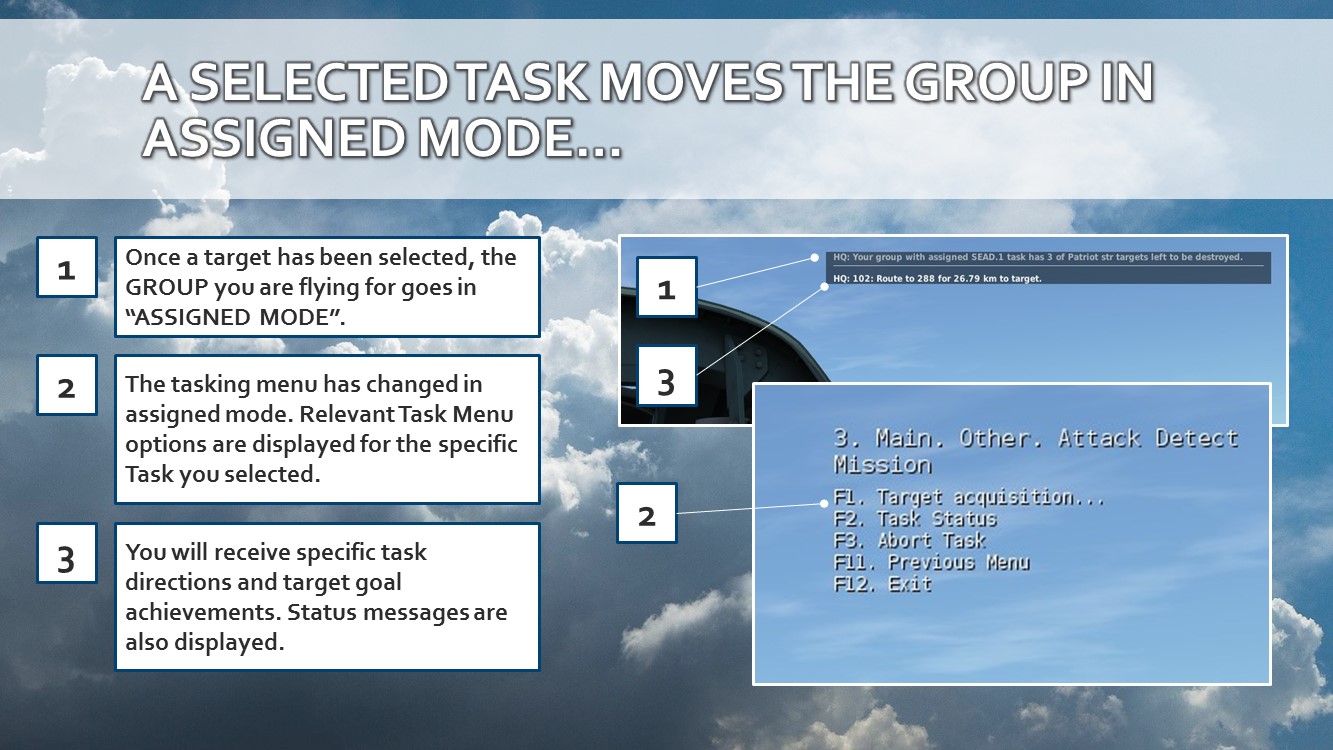 A SELECTED TASK MOVES THE GROUP IN
ASSIGNED MODE...
1
Once a target has been selected, the
GROUP you are flying for goes in
“ASSIGNED MODE”.
2
The tasking menu has changed in
assigned mode. Relevant Task Menu
options are displayed for the specific
Task you selected.
3
You will receive specific task
directions and target goal
achievements. Status messages are
also displayed.
1
HQ: Your group with assigned SEAD.1 task has 3 of Patriot str targets left to be destroyed.
HQ: 102: Route to 288 for 26.79 km to target.
3
3. Main. Other. Attack Detect
Mission
2
F1. Target acquisition...
F2. Task Status
F3. Abort Task
F11. Previous Menu
F12. Exit